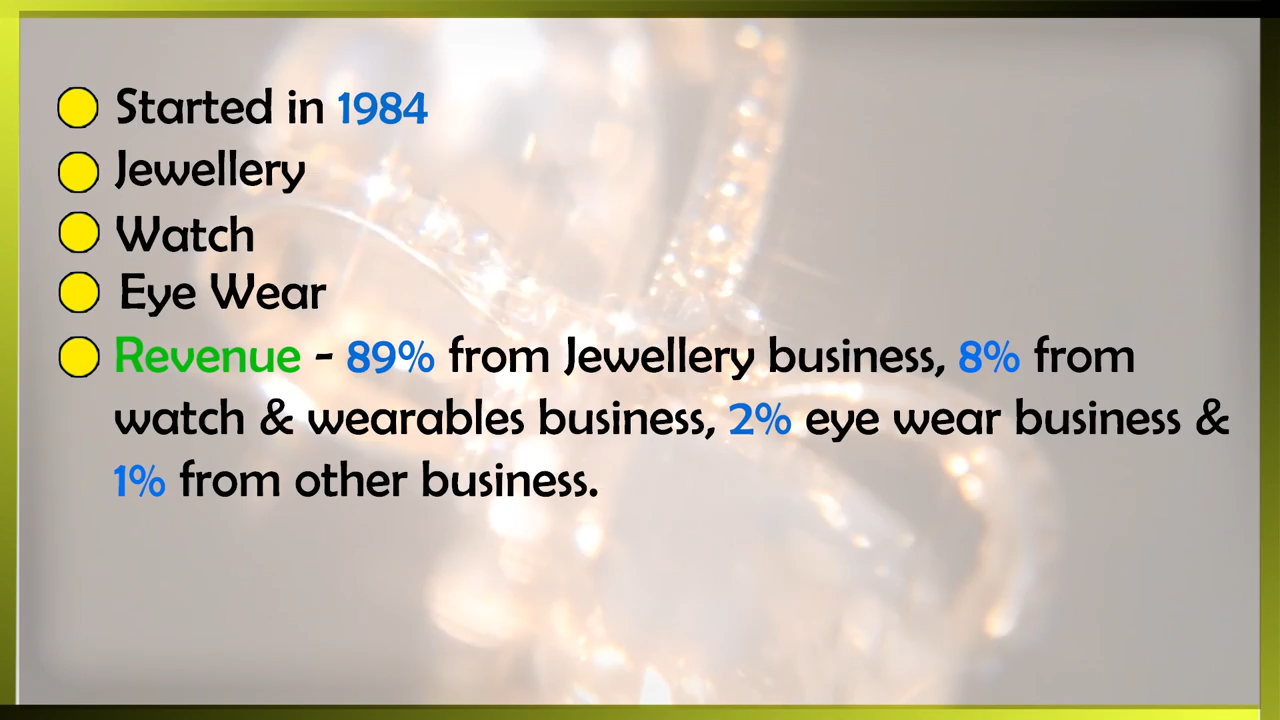 Started in 1984
Jewellery
Watch
Eye Wear
Revenue - 89% from Jewellery business, 8% from
watch & wearables business, 2% eye wear business &
1% from other business.